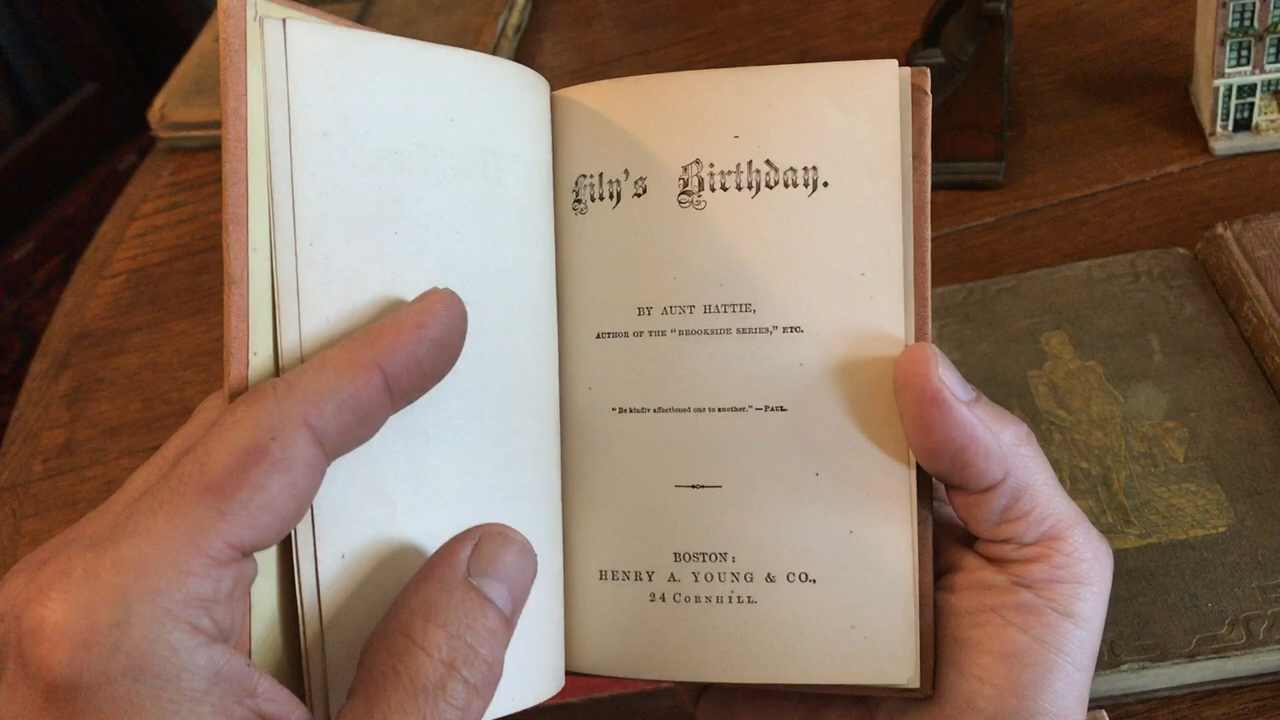 Lily's Birthday.
BY AUNT HATTIE,
AUTHOR OF THE "BROOKSIDE SERIES," ETC.
"Be kindly affectioned one to another." —PAUL.
BOSTON:
HENRY A. YOUNG & CO.,
24 CORNHILL.